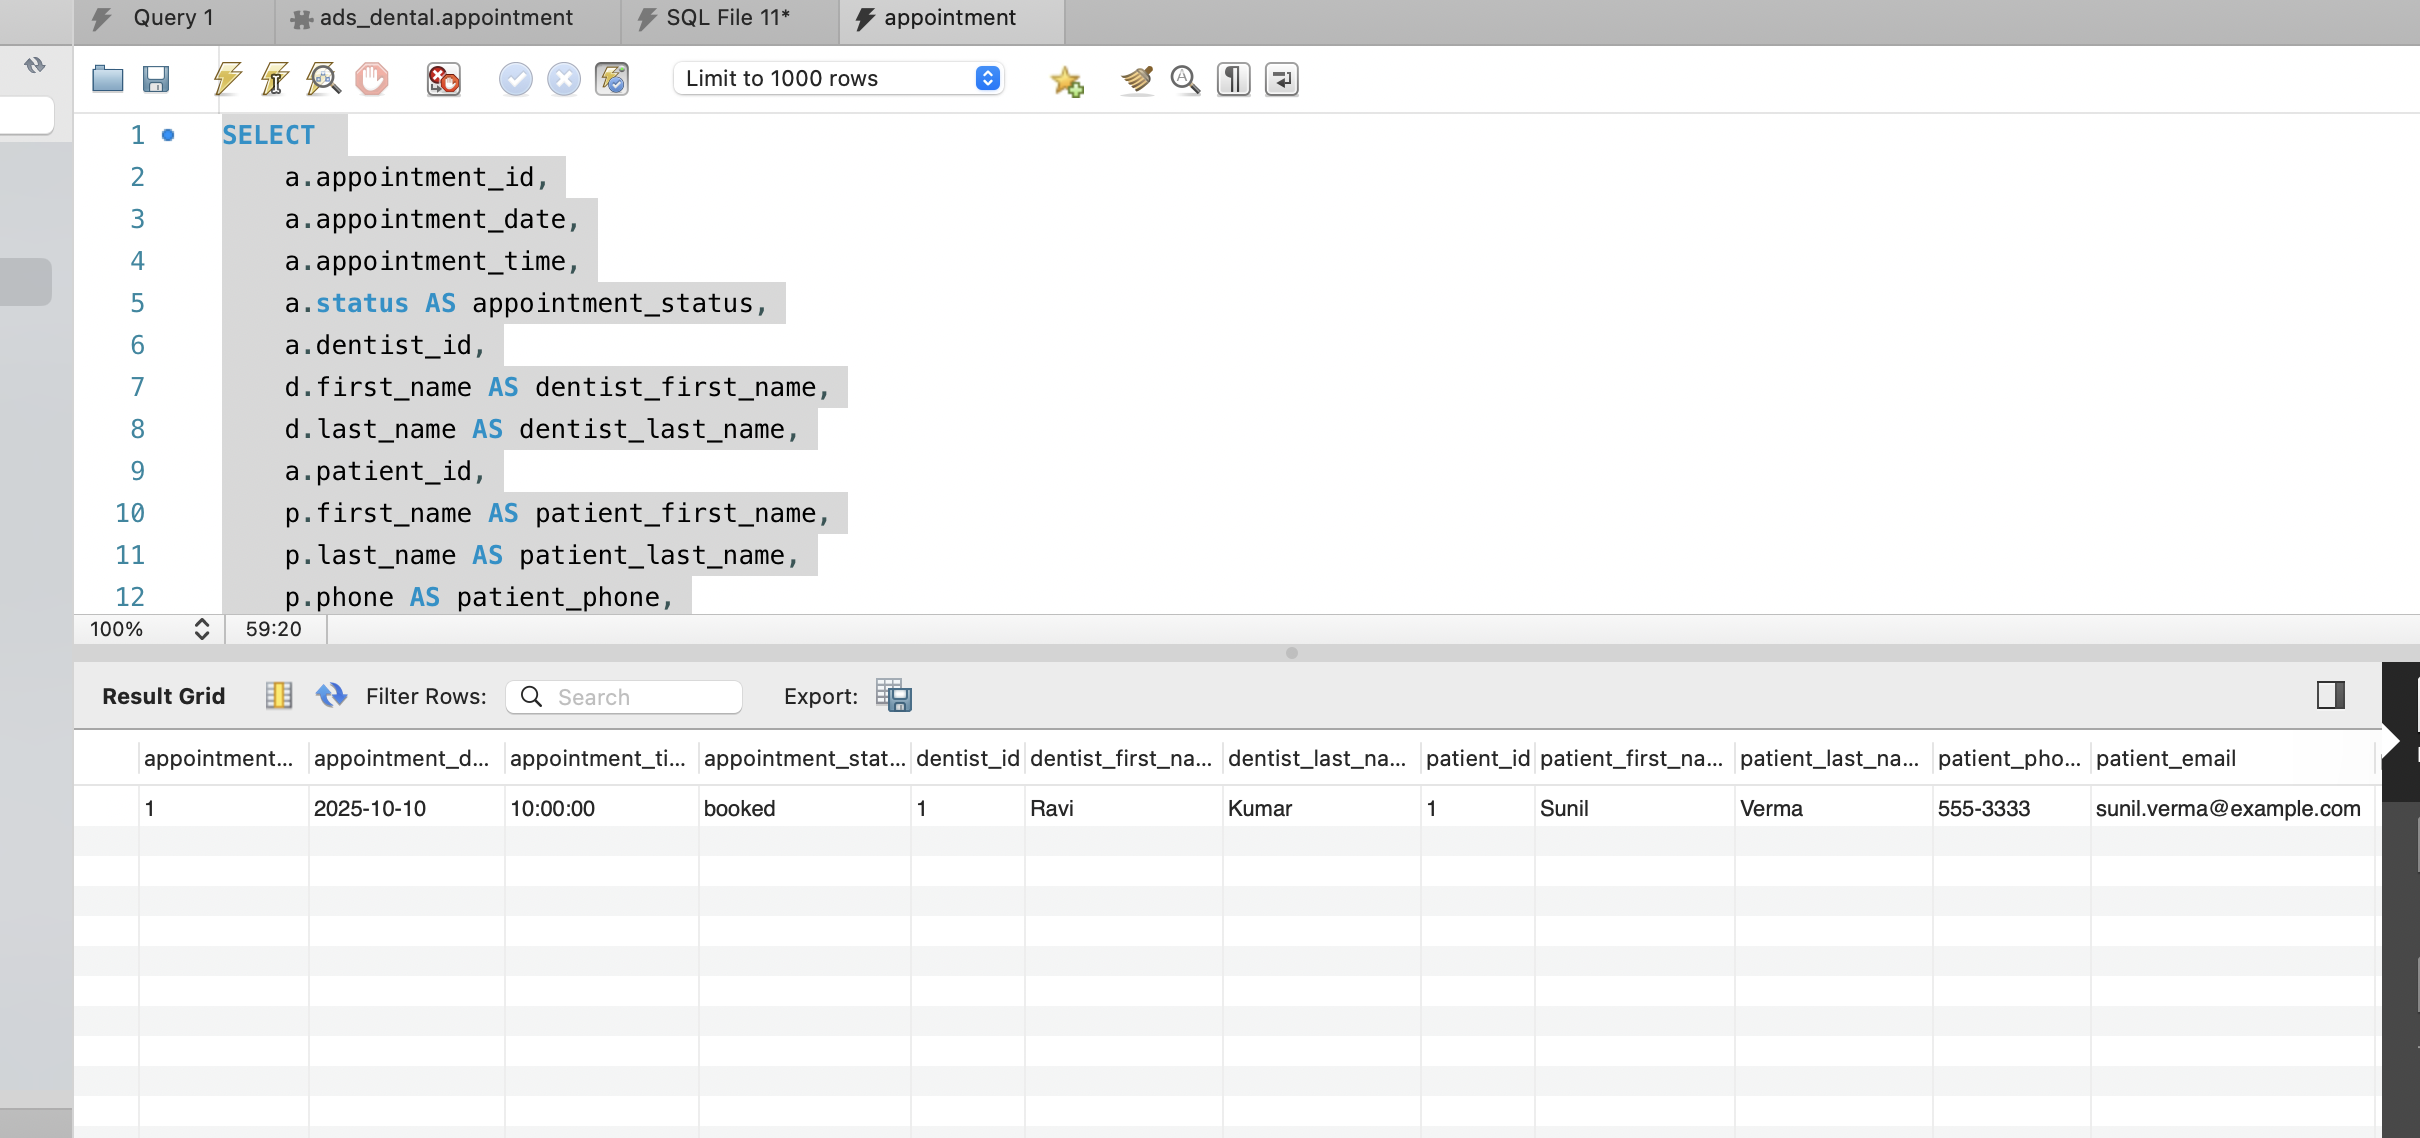 Query 1
ads_dental.appointment
SQL File 11*
appointment
Limit to 1000 rows
1 SELECT
2 a.appointment_id,
3 a.appointment_date,
4 a.appointment_time,
5 a.status AS appointment_status,
6 a.dentist_id,
7 d.first_name AS dentist_first_name,
8 d.last_name AS dentist_last_name,
9 a.patient_id,
10 p.first_name AS patient_first_name,
11 p.last_name AS patient_last_name,
12 p.phone AS patient_phone,
100% 59:20
Result Grid Filter Rows: Search Export:
appointment... appointment_d... appointment_ti... appointment_stat... dentist_id dentist_first_na... dentist_last_na... patient_id patient_first_na... patient_last_na... patient_pho... patient_email
1 2025-10-10 10:00:00 booked 1 Ravi Kumar 1 Sunil Verma 555-3333 sunil.verma@example.com